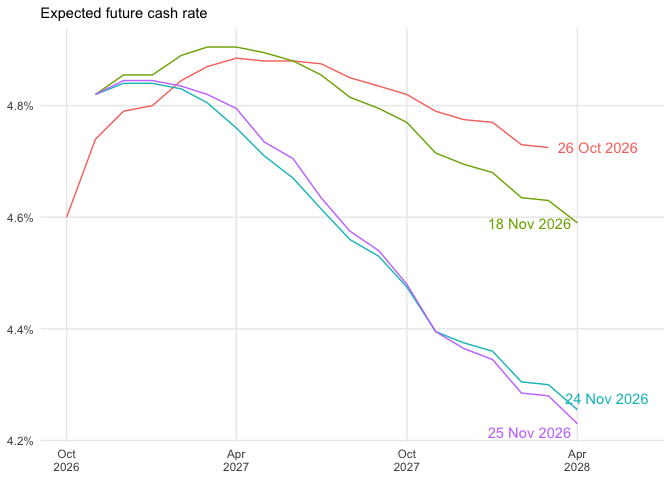 Expected future cash rate
4.8%
4.6%
4.4%
4.2%
26 Oct 2026
18 Nov 2026
24 Nov 2026
25 Nov 2026
Oct
2026
Apr
2027
Oct
2027
Apr
2028